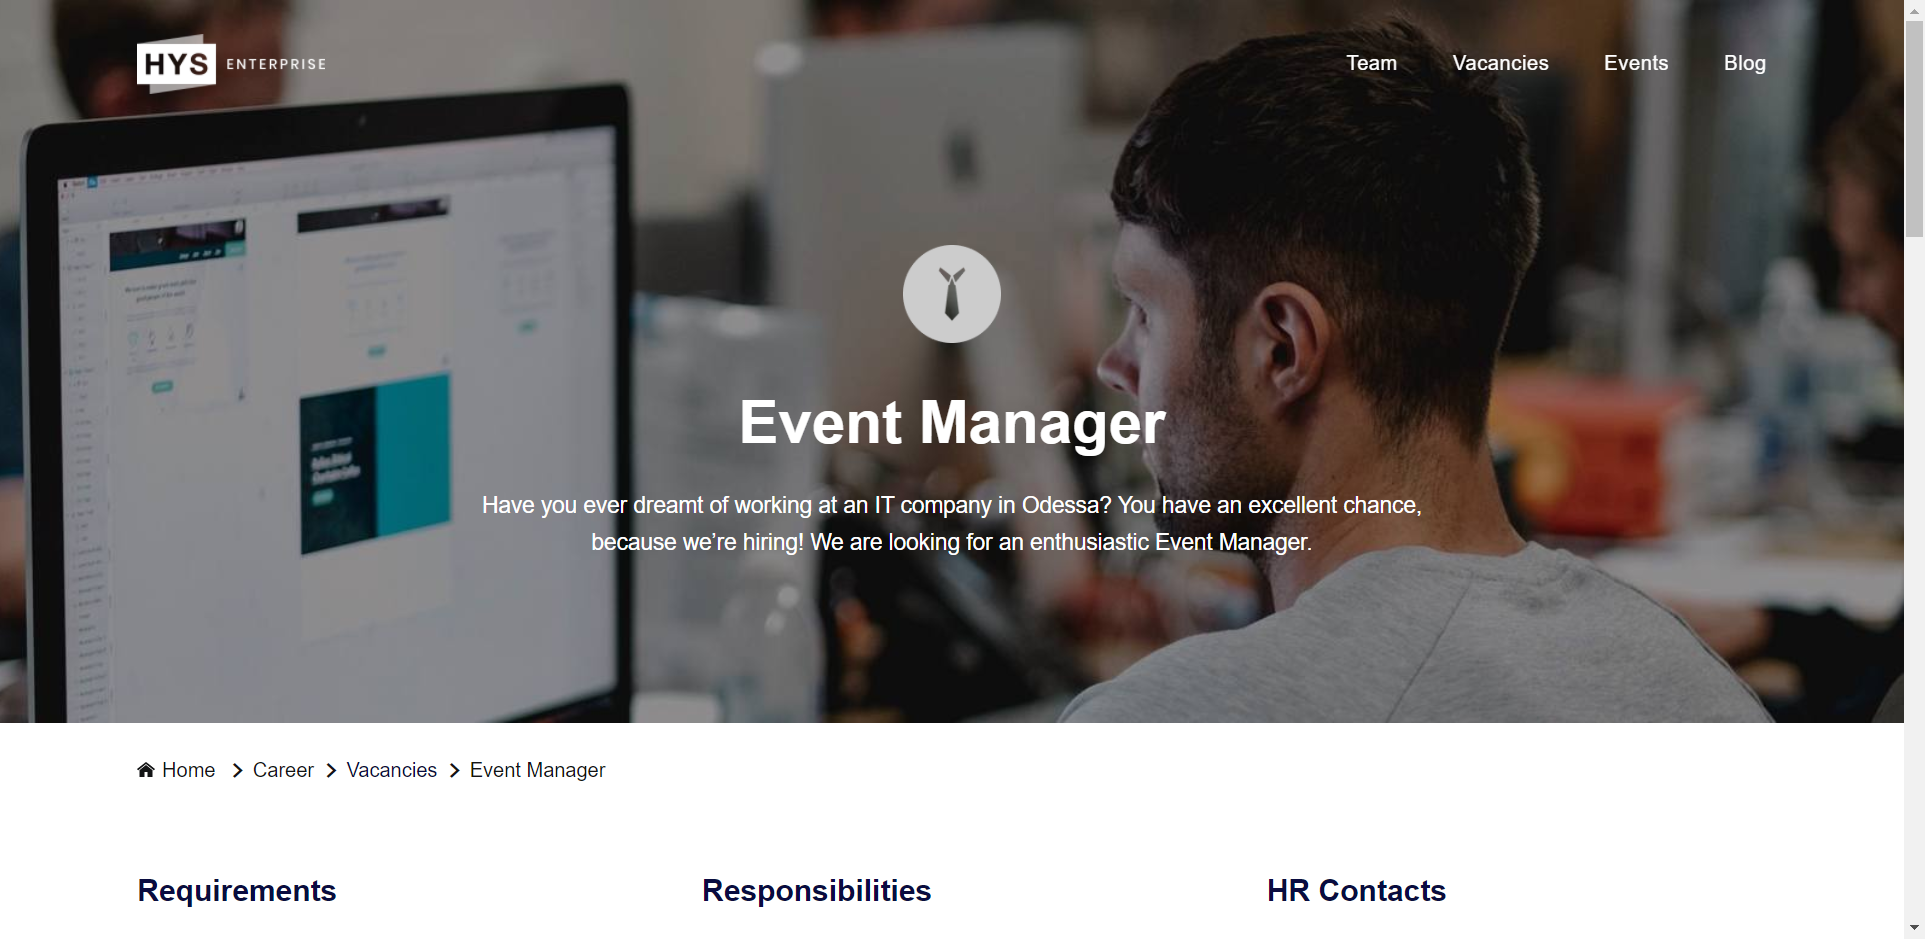 HYS ENTERPRISE
Team Vacancies Events Blog
Event Manager
Have you ever dreamt of working at an IT company in Odessa? You have an excellent chance,
because we’re hiring! We are looking for an enthusiastic Event Manager.
Home Career Vacancies Event Manager
Requirements Responsibilities HR Contacts